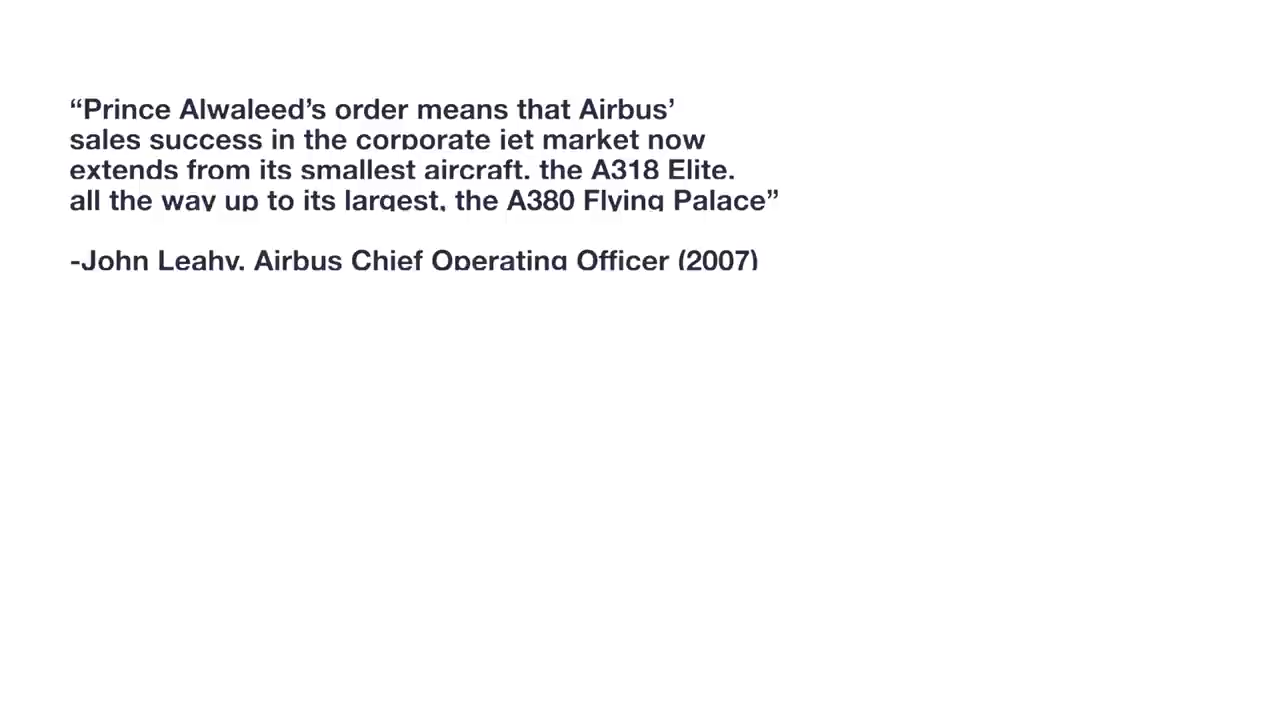 “Prince Alwaleed’s order means that Airbus’
sales success in the corporate jet market now
extends from its smallest aircraft, the A318 Elite,
all the way up to its largest, the A380 Flying Palace”
-John Leahy, Airbus Chief Operating Officer (2007)